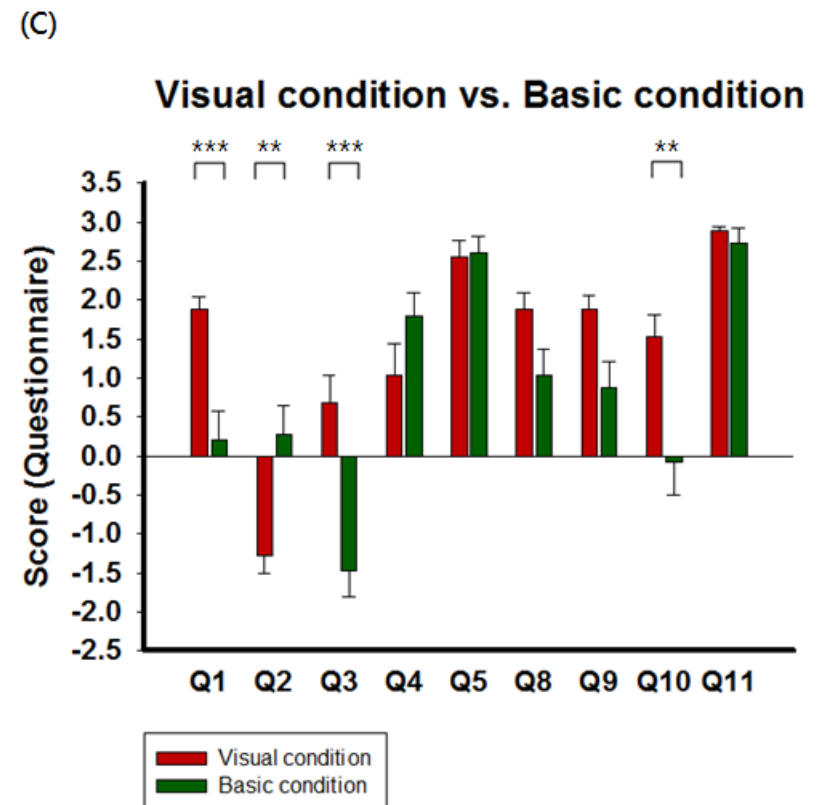 (C)
Visual condition vs. Basic condition
*** ** *** **
3.5
3.0
2.5
2.0
1.5
1.0
0.5
0.0
-0.5
-1.0
-1.5
-2.0
-2.5
Score (Questionnaire)
Q1 Q2 Q3 Q4 Q5 Q8 Q9 Q10 Q11
Visual condition
Basic condition